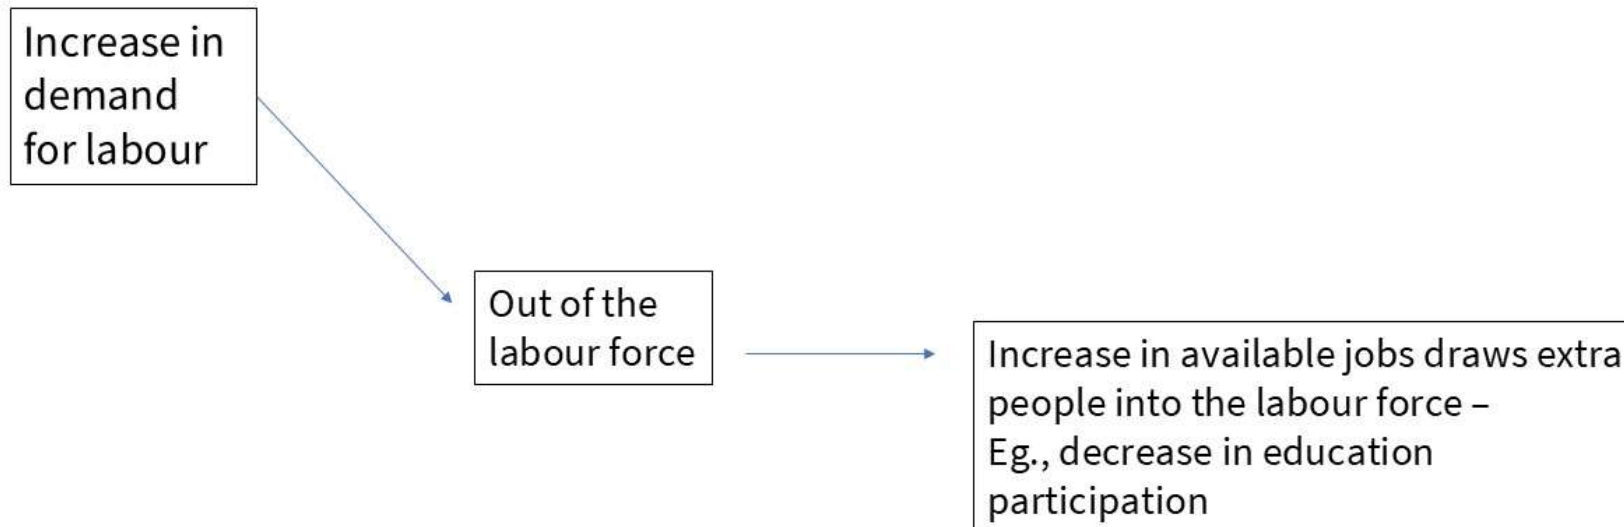 Increase in
demand
for labour
Out of the
labour force
Increase in available jobs draws extra
people into the labour force –
Eg., decrease in education
participation